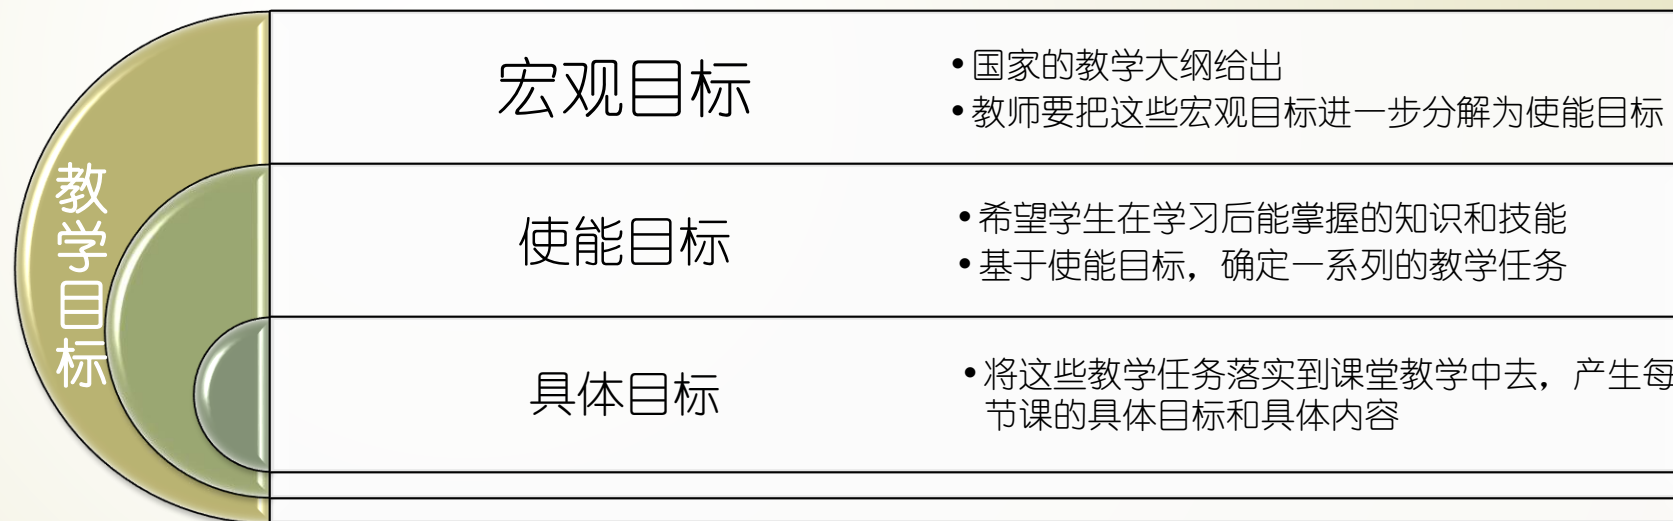 教学目标
宏观目标
•国家的教学大纲给出
•教师要把这些宏观目标进一步分解为使能目标
使能目标
•希望学生在学习后能掌握的知识和技能
•基于使能目标，确定一系列的教学任务
具体目标
•将这些教学任务落实到课堂教学中去，产生每
节课的具体目标和具体内容